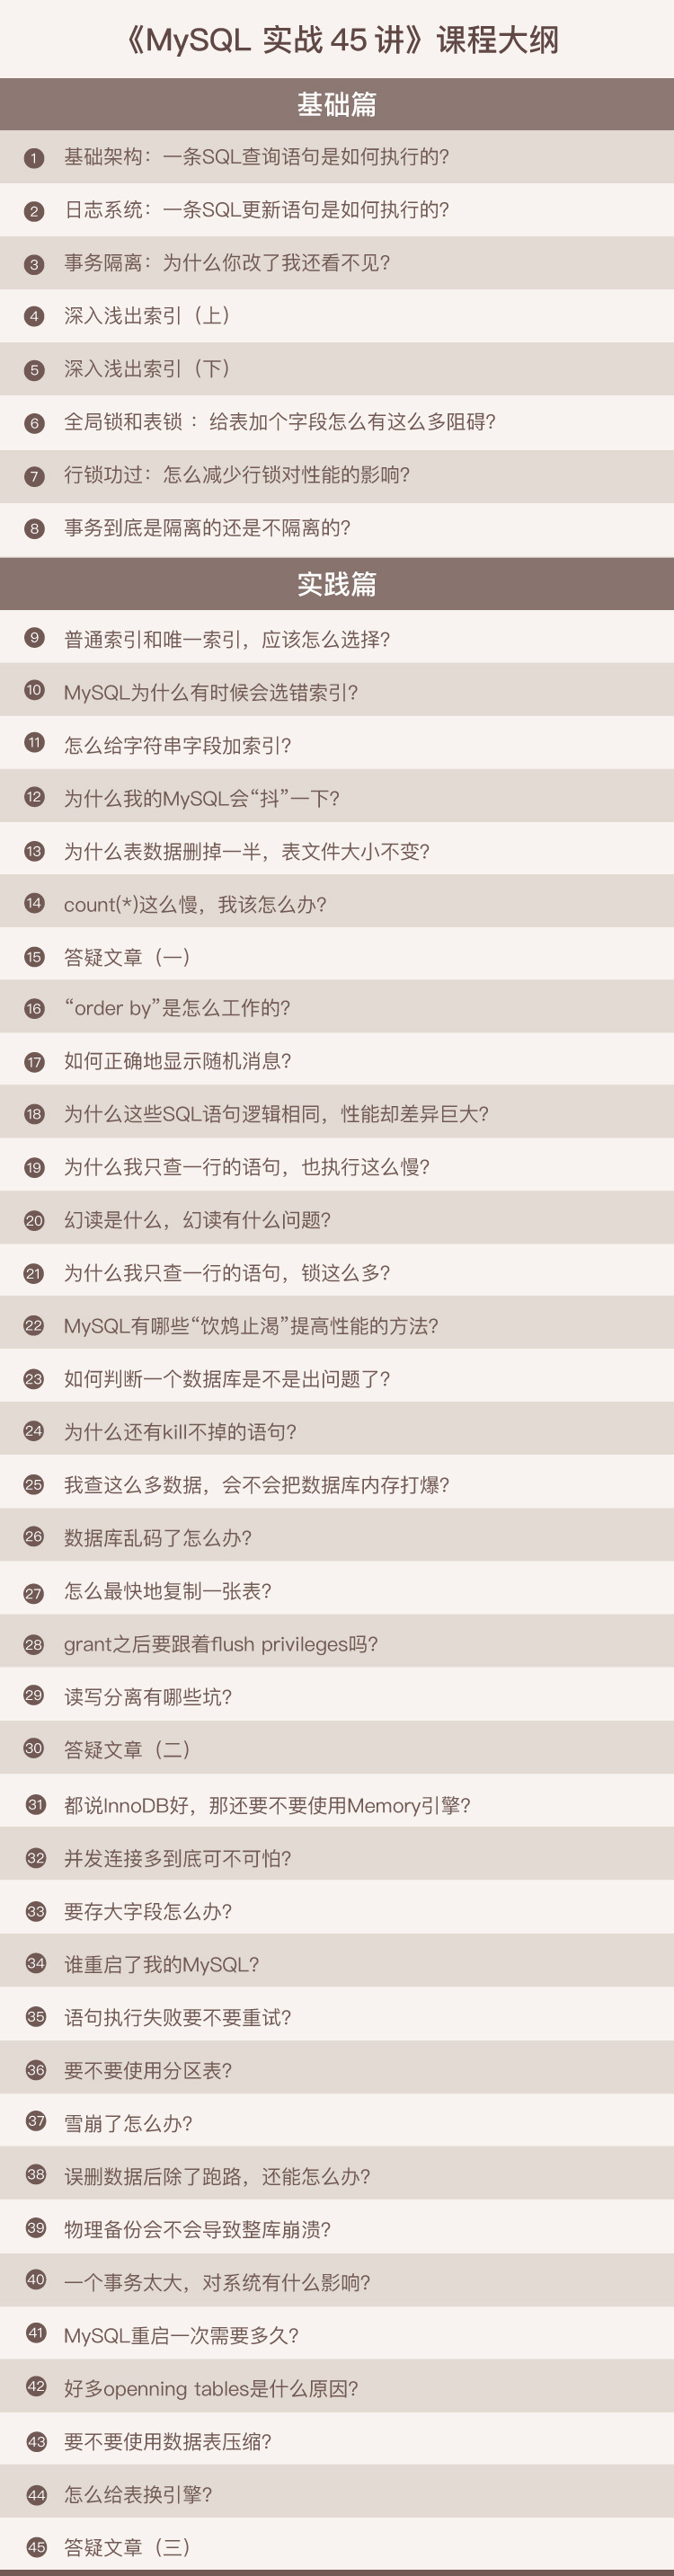 《MySQL 实战 45 讲》课程大纲
基础篇
1 基础架构：一条SQL查询语句是如何执行的？
2 日志系统：一条SQL更新语句是如何执行的？
3 事务隔离：为什么你改了我还看不见？
4 深入浅出索引（上）
5 深入浅出索引（下）
6 全局锁和表锁 ：给表加个字段怎么有这么多阻碍？
7 行锁功过：怎么减少行锁对性能的影响？
8 事务到底是隔离的还是不隔离的？
实践篇
9 普通索引和唯一索引，应该怎么选择？
10 MySQL为什么有时候会选错索引？
11 怎么给字符串字段加索引？
12 为什么我的MySQL会“抖”一下？
13 为什么表数据删掉一半，表文件大小不变？
14 count(*)这么慢，我该怎么办？
15 答疑文章（一）
16 “order by”是怎么工作的？
17 如何正确地显示随机消息？
18 为什么这些SQL语句逻辑相同，性能却差异巨大？
19 为什么我只查一行的语句，也执行这么慢？
20 幻读是什么，幻读有什么问题？
21 为什么我只查一行的语句，锁这么多？
22 MySQL有哪些“饮鸩止渴”提高性能的方法？
23 如何判断一个数据库是不是出问题了？
24 为什么还有kill不掉的语句？
25 我查这么多数据，会不会把数据库内存打爆？
26 数据库乱码了怎么办？
27 怎么最快地复制一张表？
28 grant之后要跟着flush privileges吗？
29 读写分离有哪些坑？
30 答疑文章（二）
31 都说InnoDB好，那还要不要使用Memory引擎？
32 并发连接多到底可不可怕？
33 要存大字段怎么办？
34 谁重启了我的MySQL？
35 语句执行失败要不要重试？
36 要不要使用分区表？
37 雪崩了怎么办？
38 误删数据后除了跑路，还能怎么办？
39 物理备份会不会导致整库崩溃？
40 一个事务太大，对系统有什么影响？
41 MySQL重启一次需要多久？
42 好多openning tables是什么原因？
43 要不要使用数据表压缩？
44 怎么给表换引擎？
45 答疑文章（三）